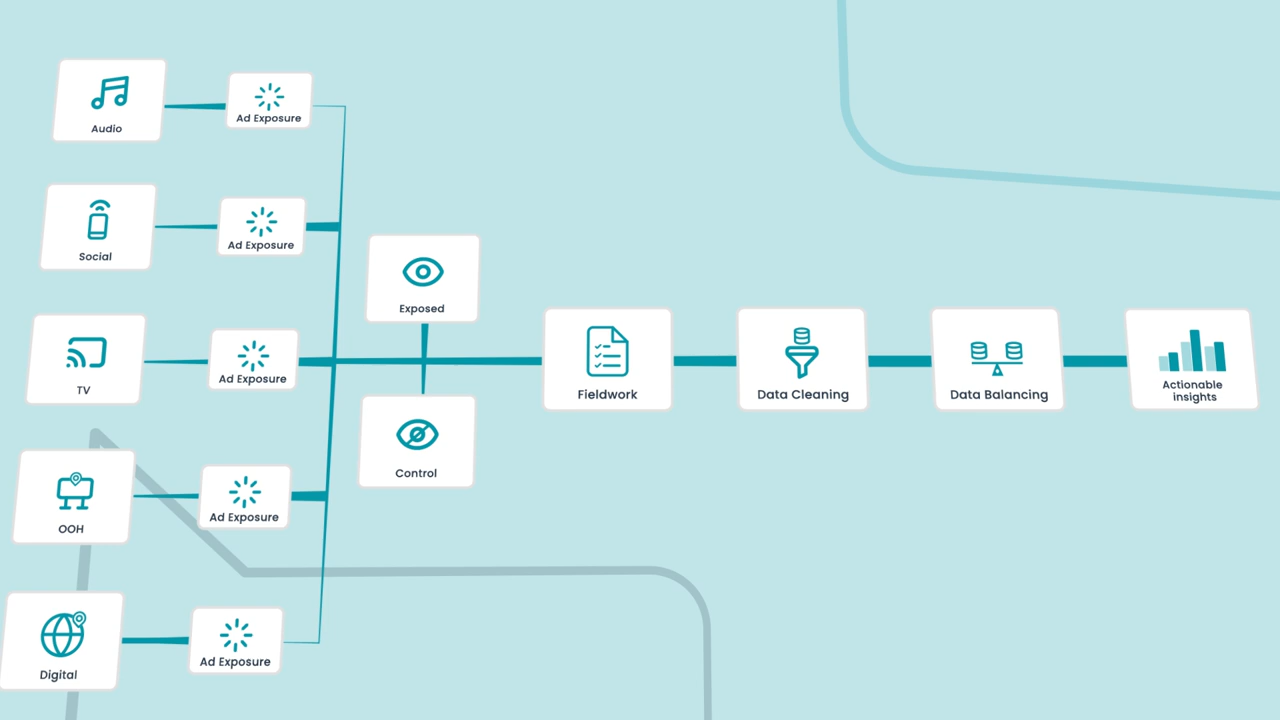 Audio
Ad Exposure
Social
Ad Exposure
TV
Ad Exposure
OOH
Ad Exposure
Digital
Ad Exposure
Exposed
Control
Fieldwork
Data Cleaning
Data Balancing
Actionable
insights